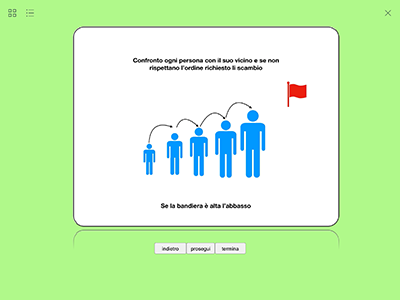 Confronto ogni persona con il suo vicino e se non
rispettano l'ordine richiesto li scambio
Se la bandiera è alta l'abbasso
indietro
prosegui
termina